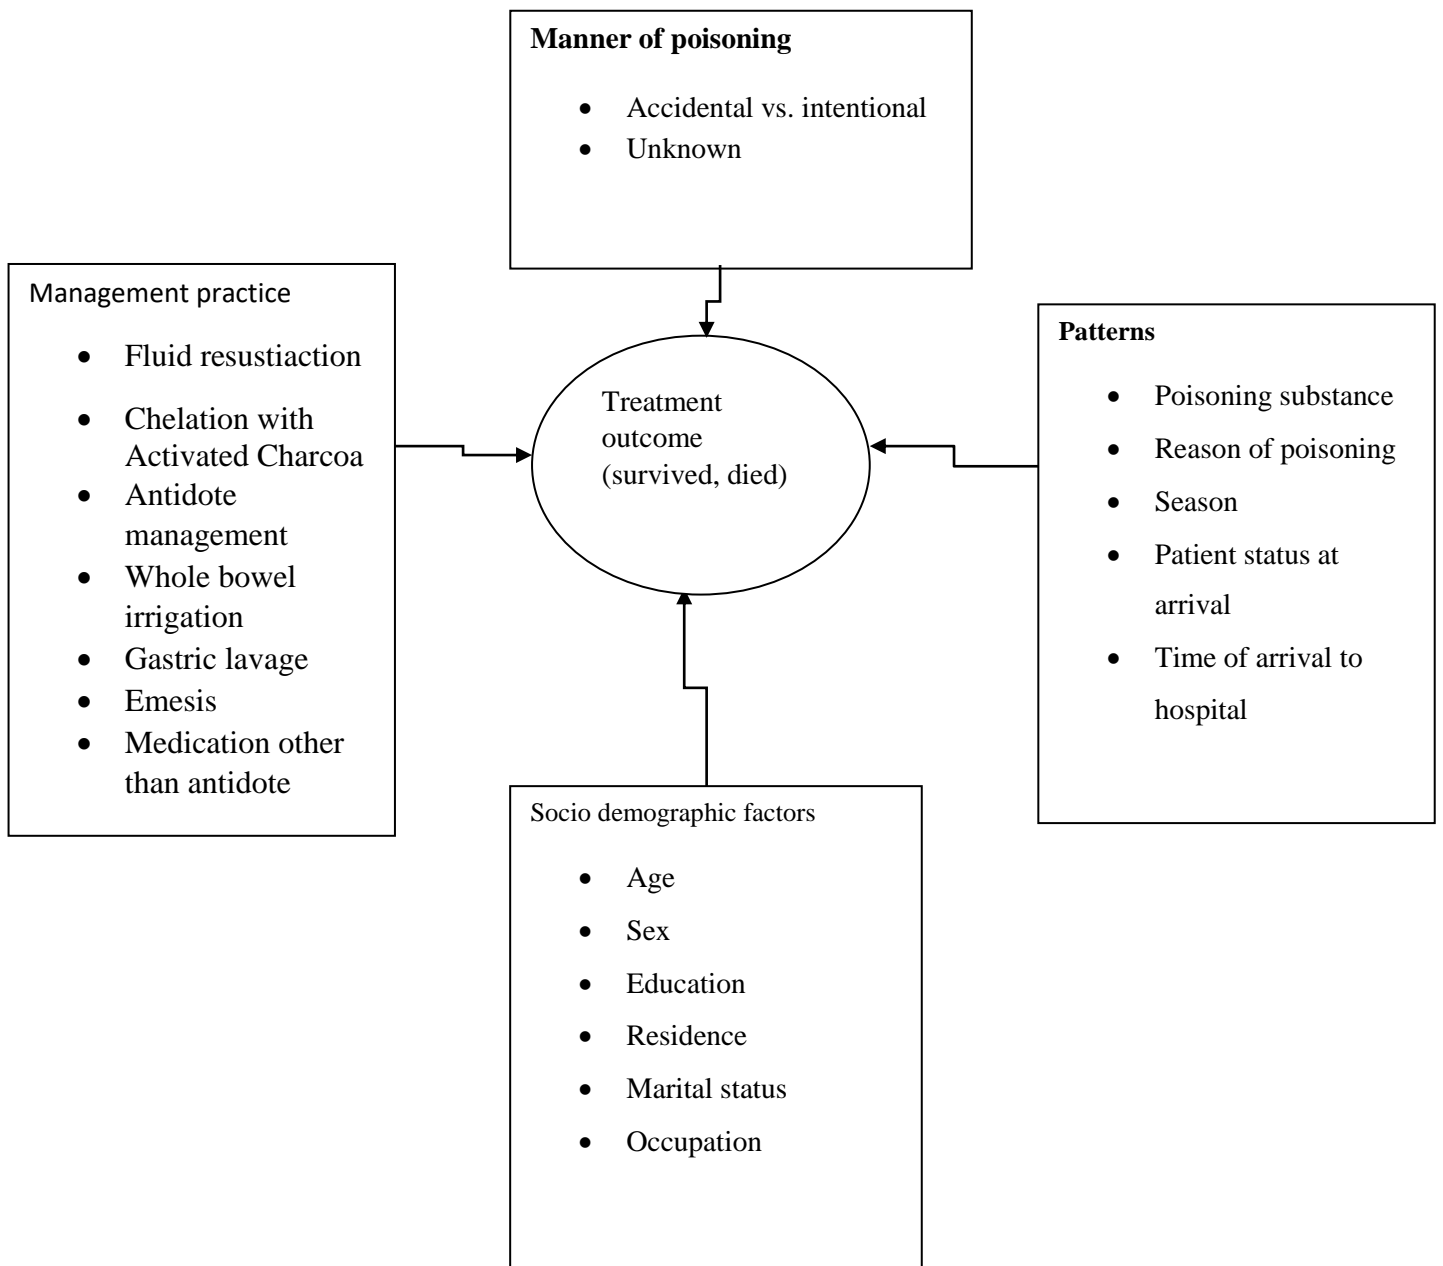 Manner of poisoning
• Accidental vs. intentional
• Unknown
Management practice
• Fluid resustiaction
• Chelation with
Activated Charcoa
• Antidote
management
• Whole bowel
irrigation
• Gastric lavage
• Emesis
• Medication other
than antidote
Treatment
outcome
(survived, died)
Patterns
• Poisoning substance
• Reason of poisoning
• Season
• Patient status at
arrival
• Time of arrival to
hospital
Socio demographic factors
• Age
• Sex
• Education
• Residence
• Marital status
• Occupation